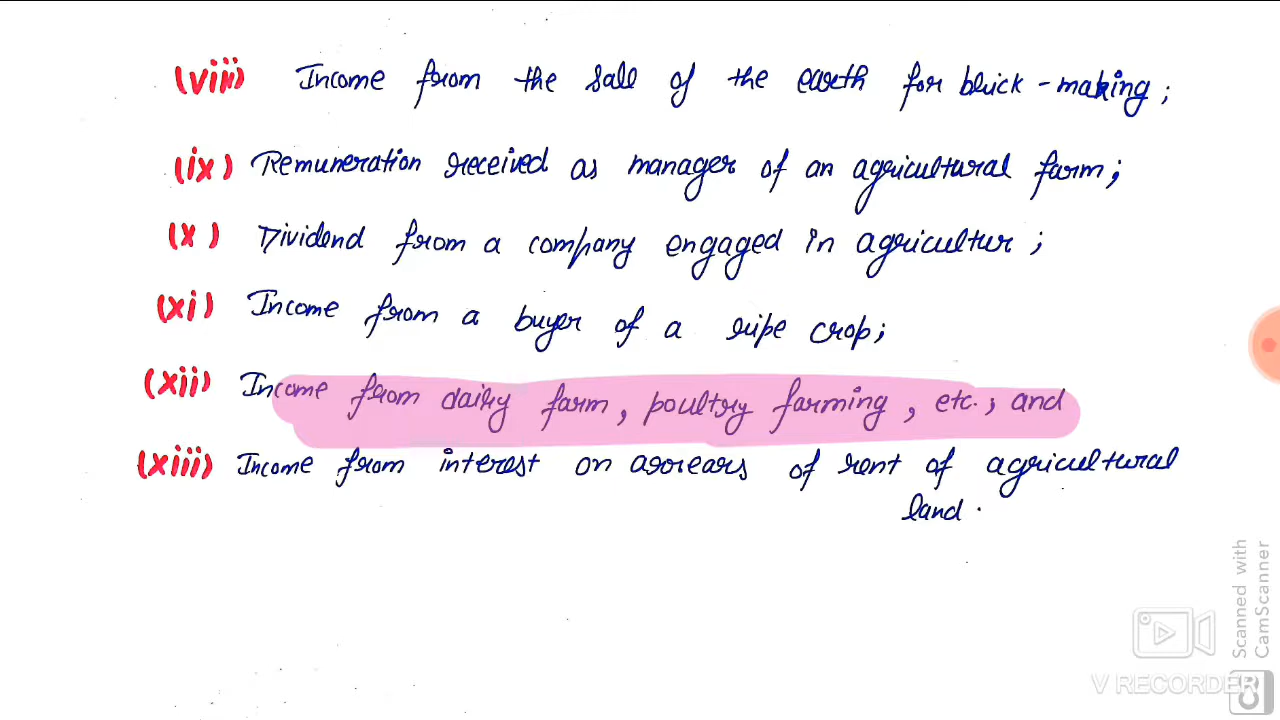 (viii) Income from the sale of the earth for brick-making;
(ix) Remuneration received as manager of an agricultural farm;
(x) Dividend from a company engaged in agricultur;
(xi) Income from a buyer of a ripe crop;
(xii) Income from dairy farm, poultry farming, etc.; and
(xiii) Income from interest on arrears of rent of agricultural
land.
Scanned with
CamScanner
V RECORDER